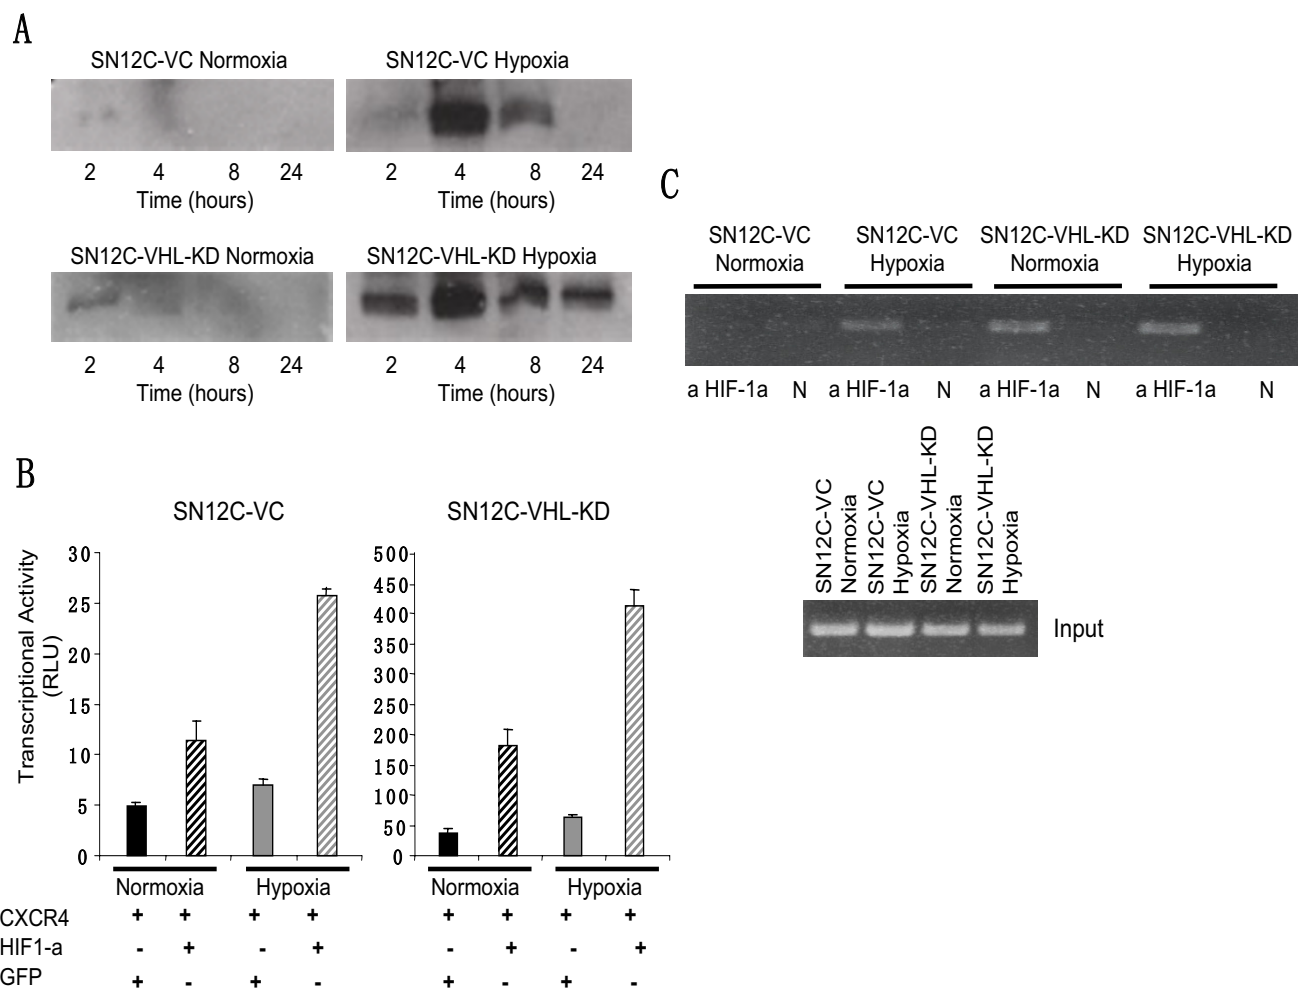 A
SN12C-VC Normoxia
SN12C-VC Hypoxia
2 4 8 24
Time (hours)
2 4 8 24
Time (hours)
SN12C-VHL-KD Normoxia
SN12C-VHL-KD Hypoxia
2 4 8 24
Time (hours)
2 4 8 24
Time (hours)
B
SN12C-VC
Transcriptional Activity
(RLU)
30
25
20
15
10
5
0
Normoxia Hypoxia
SN12C-VHL-KD
500
450
400
350
300
250
200
150
100
50
0
Normoxia Hypoxia
CXCR4 + + + + + + + +
HIF1-a - + - + - + - +
GFP + - + - + - + -
C
SN12C-VC
Normoxia
SN12C-VC
Hypoxia
SN12C-VHL-KD
Normoxia
SN12C-VHL-KD
Hypoxia
a HIF-1a N a HIF-1a N a HIF-1a N a HIF-1a N
SN12C-VC
Normoxia
SN12C-VC
Hypoxia
SN12C-VHL-KD
Normoxia
SN12C-VHL-KD
Hypoxia
Input